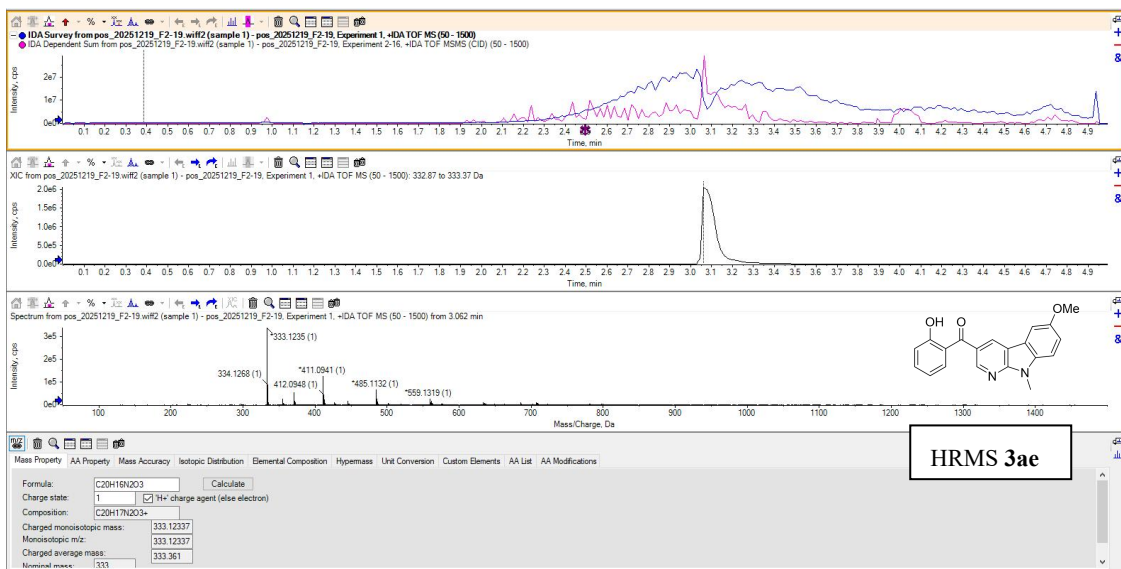 IDA Survey from pos_20251219_F2-19.wiff2 (sample 1) - pos_20251219_F2-19, Experiment 1, +IDA TOF MS (50 - 1500)
IDA Dependent Sum from pos_20251219_F2-19.wiff2 (sample 1) - pos_20251219_F2-19, Experiment 2-16, +IDA TOF MSMS (CID) (50 - 1500)
Intensity, cps
2e7
1e7
0e0
0.1 0.2 0.3 0.4 0.5 0.6 0.7 0.8 0.9 1.0 1.1 1.2 1.3 1.4 1.5 1.6 1.7 1.8 1.9 2.0 2.1 2.2 2.3 2.4 2.6 2.7 2.8 2.9 3.0 3.1 3.2 3.3 3.4 3.5 3.6 3.7 3.8 3.9 4.0 4.1 4.2 4.3 4.4 4.5 4.6 4.7 4.8 4.9
Time, min
XIC from pos_20251219_F2-19.wiff2 (sample 1) - pos_20251219_F2-19, Experiment 1, +IDA TOF MS (50 - 1500): 332.87 to 333.37 Da
Intensity, cps
2.0e6
1.5e6
1.0e6
5.0e5
0.0e0
0.1 0.2 0.3 0.4 0.5 0.6 0.7 0.8 0.9 1.0 1.1 1.2 1.3 1.4 1.5 1.6 1.7 1.8 1.9 2.0 2.1 2.2 2.3 2.4 2.5 2.6 2.7 2.8 2.9 3.0 3.1 3.2 3.3 3.4 3.5 3.6 3.7 3.8 3.9 4.0 4.1 4.2 4.3 4.4 4.5 4.6 4.7 4.8 4.9
Time, min
Spectrum from pos_20251219_F2-19.wiff2 (sample 1) - pos_20251219_F2-19, Experiment 1, +IDA TOF MS (50 - 1500) from 3.062 min
Intensity, cps
3e5
2e5
1e5
0e0
*333.1235 (1)
334.1268 (1)
*411.0941 (1)
412.0948 (1)
*485.1132 (1)
*559.1319 (1)
100 200 300 400 500 600 700 800 900 1000 1100 1200 1300 1400
Mass/Charge, Da
OH O OMe
N N
HRMS 3ae
Mass Property AA Property Mass Accuracy Isotopic Distribution Elemental Composition Hypermass Unit Conversion Custom Elements AA List AA Modifications
Formula: C20H16N2O3 Calculate
Charge state: 1 'H+' charge agent (else electron)
Composition: C20H17N2O3+
Charged monoisotopic mass: 333.12337
Monoisotopic m/z: 333.12337
Charged average mass: 333.361
Nominal mass: 333